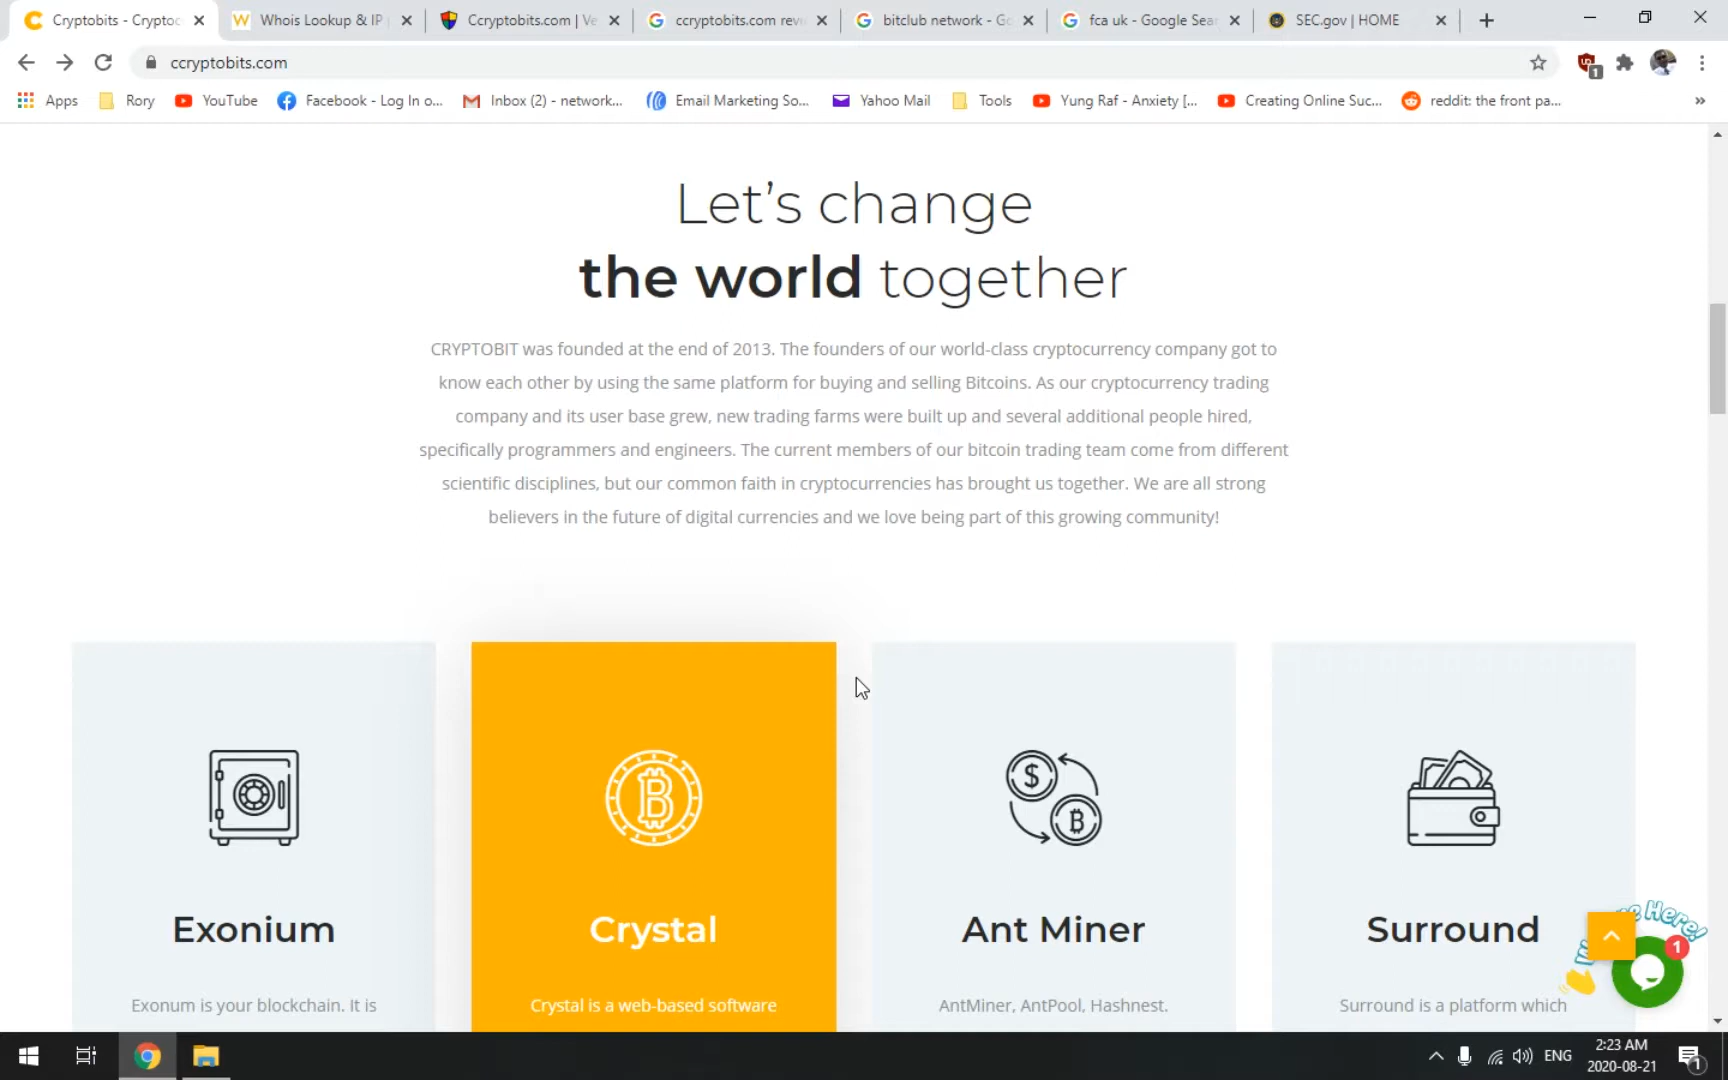 Cryptobits - Cryptoc
Whois Lookup & IP
Ccryptobits.com | Ve
ccryptobits.com revi
bitclub network - Go
fca uk - Google Sear
SEC.gov | HOME
ccryptobits.com
1
Apps
Rory
YouTube
Facebook - Log In o...
Inbox (2) - network...
Email Marketing So...
Yahoo Mail
Tools
Yung Raf - Anxiety [...
Creating Online Suc...
reddit: the front pa...
»
Let's change
the world together
CRYPTOBIT was founded at the end of 2013. The founders of our world-class cryptocurrency company got to
know each other by using the same platform for buying and selling Bitcoins. As our cryptocurrency trading
company and its user base grew, new trading farms were built up and several additional people hired,
specifically programmers and engineers. The current members of our bitcoin trading team come from different
scientific disciplines, but our common faith in cryptocurrencies has brought us together. We are all strong
believers in the future of digital currencies and we love being part of this growing community!
Exonium
Crystal
Ant Miner
Surround
Here!
1
Exonum is your blockchain. It is
Crystal is a web-based software
AntMiner, AntPool, Hashnest.
Surround is a platform which
ENG
2:23 AM
2020-08-21
1